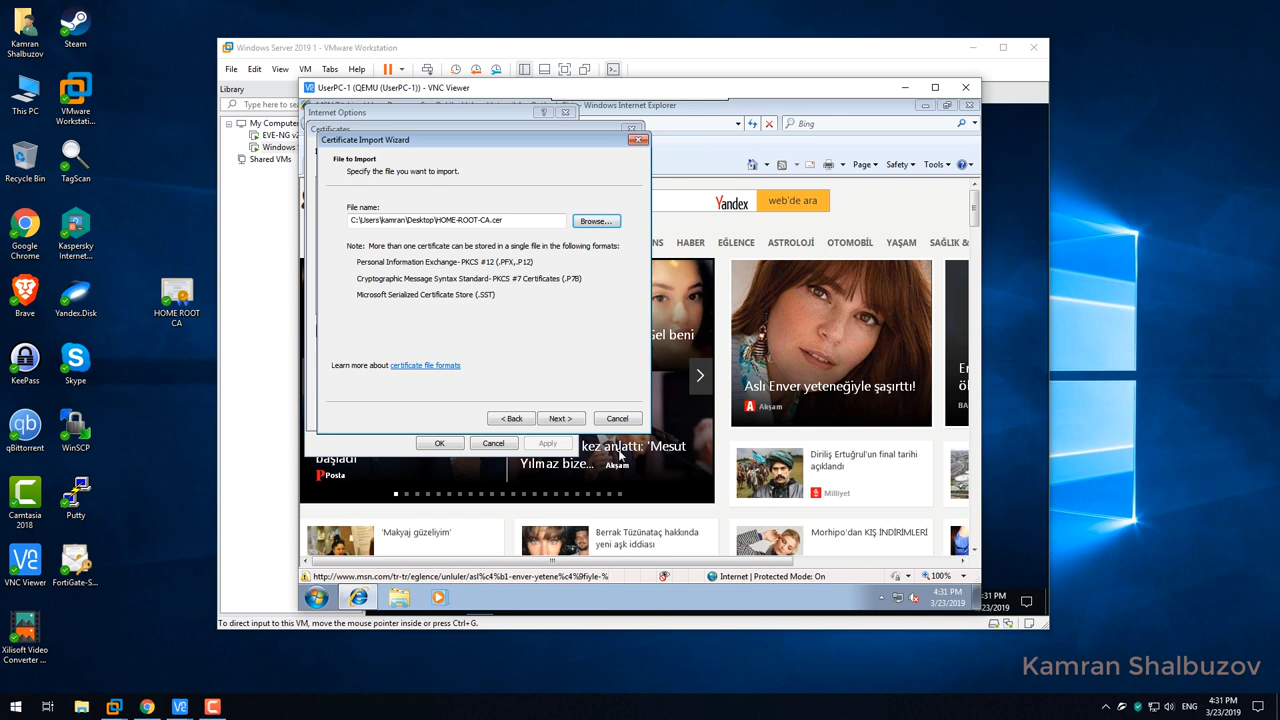 Kamran
Shalbuzov
Steam
This PC
VMware
Workstati...
Recycle Bin
TagScan
Google
Chrome
Kaspersky
Internet...
Brave
Yandex.Disk
HOME ROOT
CA
KeePass
Skype
qBittorrent
WinSCP
Camtasia
2018
Putty
VNC Viewer
FortiGate-S...
Xilisoft Video
Converter ...
Windows Server 2019 1 - VMware Workstation
File Edit View VM Tabs Help
Library
Type here to se
My Compute
EVE-NG v2
Windows
Shared VMs
UserPC-1 (QEMU (UserPC-1)) - VNC Viewer
Windows Internet Explorer
Bing
Page Safety Tools
Internet Options
Certificates
Certificate Import Wizard
File to Import
Specify the file you want to import.
File name:
C:\Users\kamran\Desktop\HOME-ROOT-CA.cer
Browse...
Note: More than one certificate can be stored in a single file in the following formats:
Personal Information Exchange- PKCS #12 (.PFX,.P12)
Cryptographic Message Syntax Standard- PKCS #7 Certificates (.P7B)
Microsoft Serialized Certificate Store (.SST)
Learn more about certificate file formats
< Back Next > Cancel
OK Cancel Apply
Yandex web'de ara
NS HABER EĞLENCE ASTROLOJİ OTOMOBİL YAŞAM SAĞLIK &
Gel beni
Aslı Enver yeteneğiyle şaşırttı!
Akşam
başladı
Posta
kez anlattı: 'Mesut
Yılmaz bize...
Akşam
Diriliş Ertuğrul'un final tarihi
açıklandı
Milliyet
'Makyaj güzeliyim'
Berrak Tüzünataç hakkında
yeni aşk iddiası
Morhipo'dan KIŞ İNDİRİMLERİ
http://www.msn.com/tr-tr/eglence/unluler/asl%c4%b1-enver-yetene%c4%9fiyle-%
Internet | Protected Mode: On
100%
4:31 PM
3/23/2019
:31 PM
23/2019
To direct input to this VM, move the mouse pointer inside or press Ctrl+G.
Kamran Shalbuzov
ENG
4:31 PM
3/23/2019